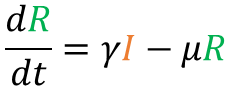 dR/dt = γI − μR